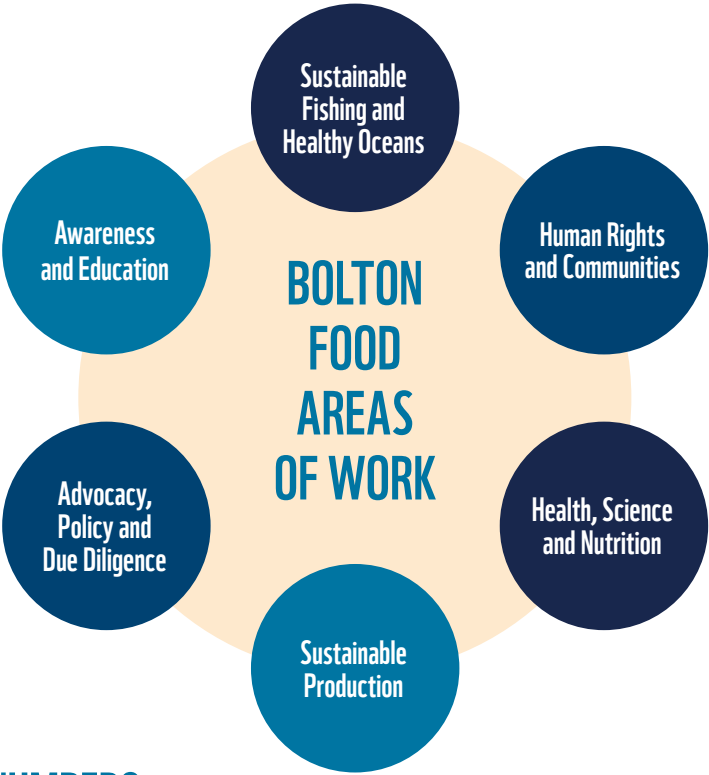 Sustainable
Fishing and
Healthy Oceans
Human Rights
and Communities
Health, Science
and Nutrition
Sustainable
Production
Advocacy,
Policy and
Due Diligence
Awareness
and Education
BOLTON
FOOD
AREAS
OF WORK